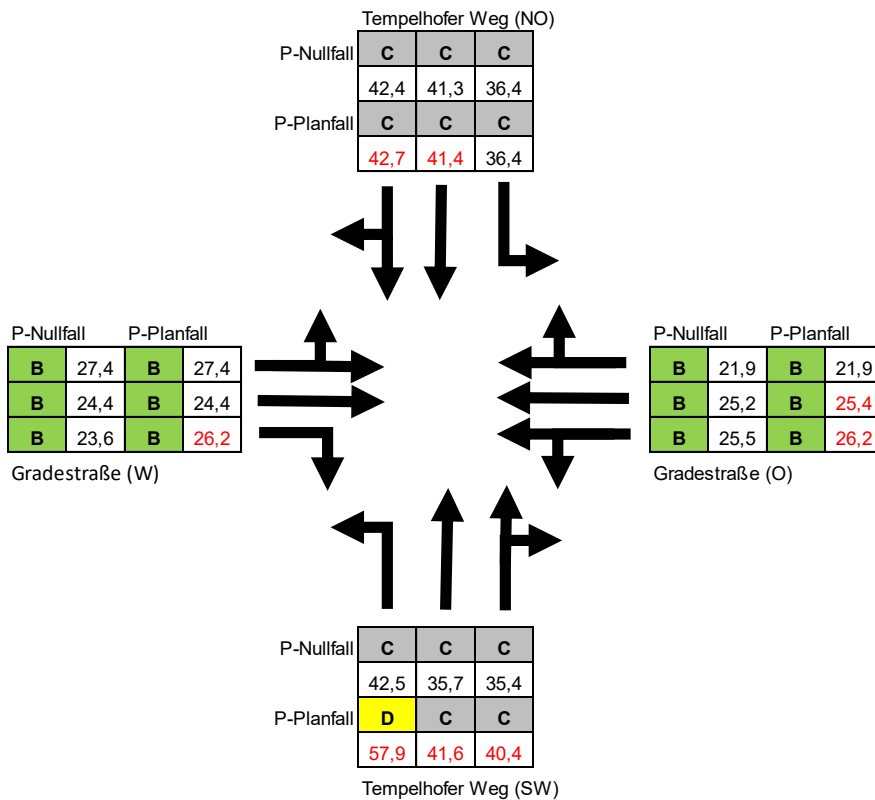 Tempelhofer Weg (NO)
P-Nullfall C C C
42,4 41,3 36,4
P-Planfall C C C
42,7 41,4 36,4
P-Nullfall P-Planfall
B 27,4 B 27,4
B 24,4 B 24,4
B 23,6 B 26,2
Gradestraße (W)
P-Nullfall P-Planfall
B 21,9 B 21,9
B 25,2 B 25,4
B 25,5 B 26,2
Gradestraße (O)
P-Nullfall C C C
42,5 35,7 35,4
P-Planfall D C C
57,9 41,6 40,4
Tempelhofer Weg (SW)